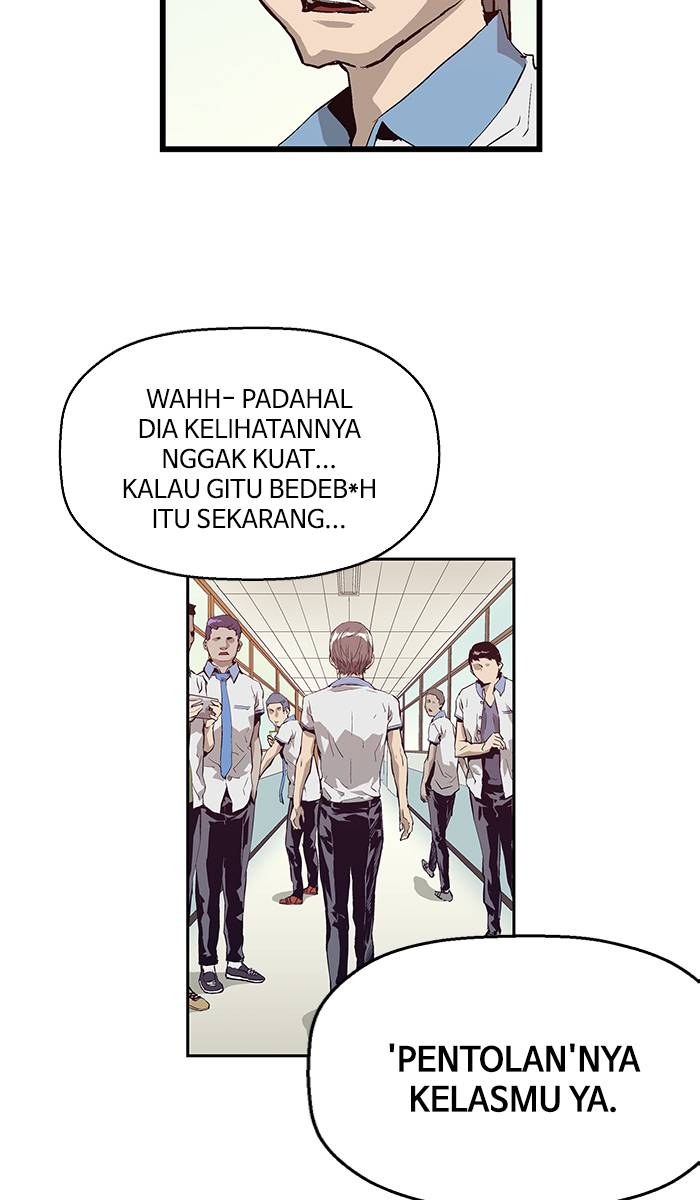 WAHH- PADAHAL
DIA KELIHATANNYA
NGGAK KUAT...
KALAU GITU BEDEB*H
ITU SEKARANG...
'PENTOLAN'NYA
KELASMU YA.